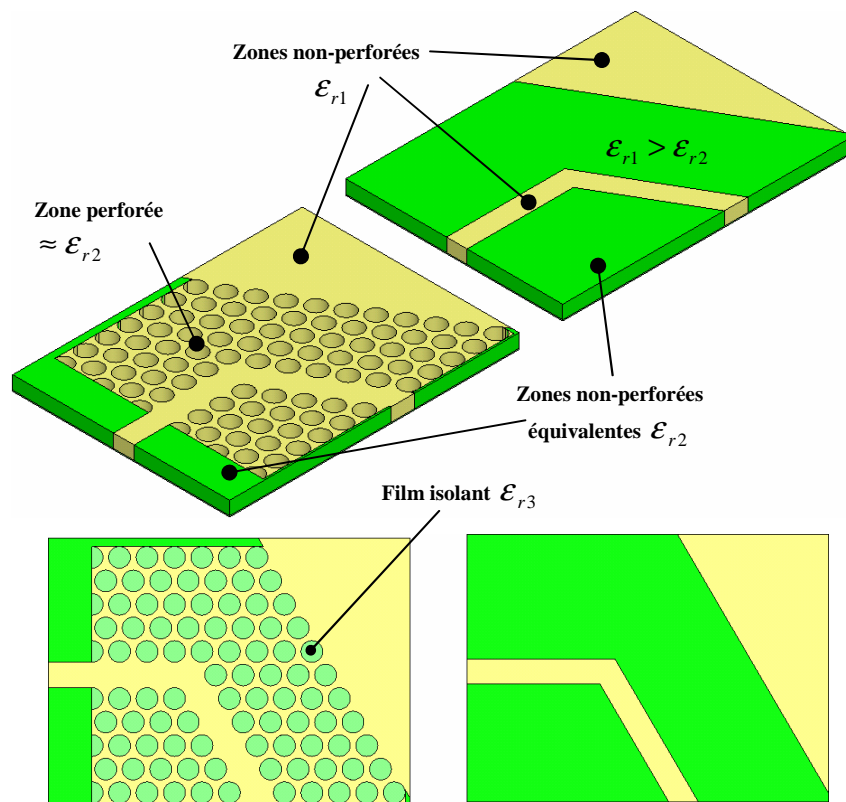 Zones non-perforées
εr1
εr1 > εr2
Zone perforée
≈ εr2
Zones non-perforées
équivalentes εr2
Film isolant εr3